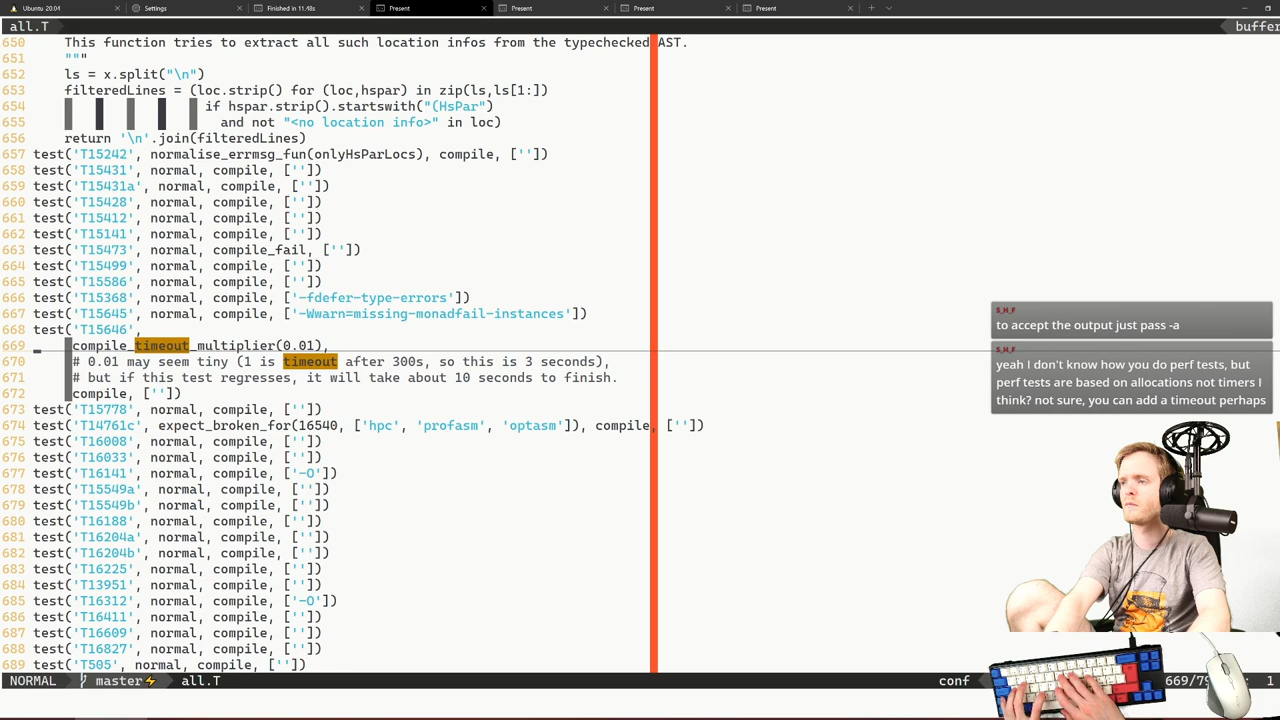 Ubuntu 20.04
Settings
Finished in 11.48s
Present
Present
Present
Present
all.T
buffer
650 This function tries to extract all such location infos from the typechecked AST.
651 """
652 ls = x.split("\n")
653 filteredLines = (loc.strip() for (loc,hspar) in zip(ls,ls[1:])
654 if hspar.strip().startswith("(HsPar")
655 and not "<no location info>" in loc)
656 return '\n'.join(filteredLines)
657 test('T15242', normalise_errmsg_fun(onlyHsParLocs), compile, [''])
658 test('T15431', normal, compile, [''])
659 test('T15431a', normal, compile, [''])
660 test('T15428', normal, compile, [''])
661 test('T15412', normal, compile, [''])
662 test('T15141', normal, compile, [''])
663 test('T15473', normal, compile_fail, [''])
664 test('T15499', normal, compile, [''])
665 test('T15586', normal, compile, [''])
666 test('T15368', normal, compile, ['-fdefer-type-errors'])
667 test('T15645', normal, compile, ['-Wwarn=missing-monadfail-instances'])
668 test('T15646',
669 compile_timeout_multiplier(0.01),
670 # 0.01 may seem tiny (1 is timeout after 300s, so this is 3 seconds),
671 # but if this test regresses, it will take about 10 seconds to finish.
672 compile, [''])
673 test('T15778', normal, compile, [''])
674 test('T14761c', expect_broken_for(16540, ['hpc', 'profasm', 'optasm']), compile, [''])
675 test('T16008', normal, compile, [''])
676 test('T16033', normal, compile, [''])
677 test('T16141', normal, compile, ['-O'])
678 test('T15549a', normal, compile, [''])
679 test('T15549b', normal, compile, [''])
680 test('T16188', normal, compile, [''])
681 test('T16204a', normal, compile, [''])
682 test('T16204b', normal, compile, [''])
683 test('T16225', normal, compile, [''])
684 test('T13951', normal, compile, [''])
685 test('T16312', normal, compile, ['-O'])
686 test('T16411', normal, compile, [''])
687 test('T16609', normal, compile, [''])
688 test('T16827', normal, compile, [''])
689 test('T505', normal, compile, [''])
S_H_F
to accept the output just pass -a
S_H_F
yeah I don't know how you do perf tests, but
perf tests are based on allocations not timers I
think? not sure, you can add a timeout perhaps
NORMAL master⚡ all.T conf 669/79 : 1